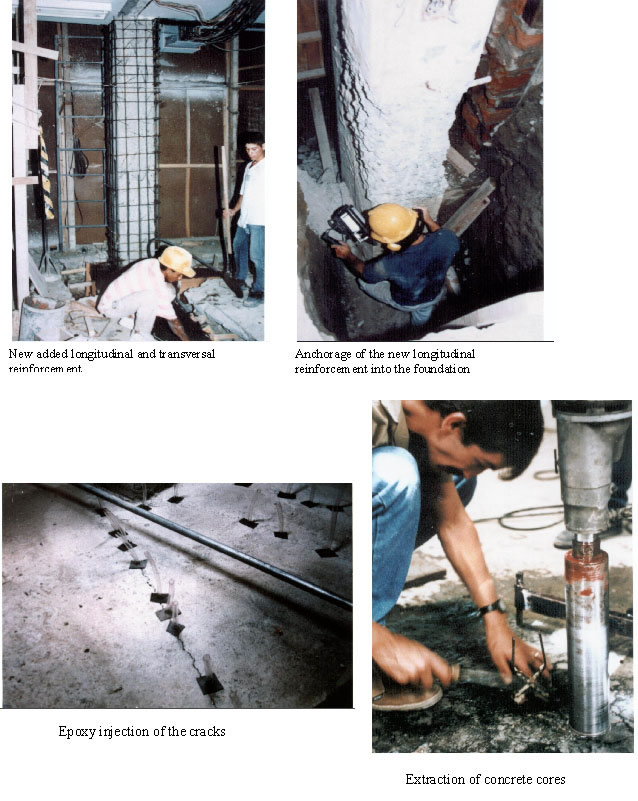 New added longitudinal and transversal
reinforcement
Anchorage of the new longitudinal
reinforcement into the foundation
Epoxy injection of the cracks
Extraction of concrete cores